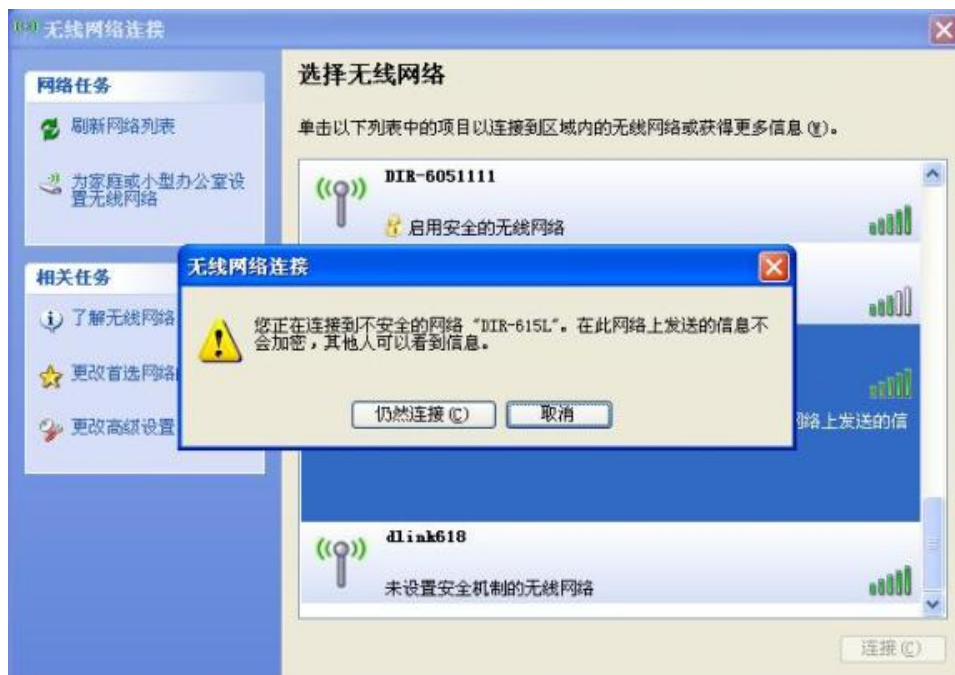 无线网络连接
网络任务
刷新网络列表
为家庭或小型办公室设
置无线网络
相关任务
了解无线网络
更改首选网络
更改高级设置
选择无线网络
单击以下列表中的项目以连接到区域内的无线网络或获得更多信息(W)。
DIR-6051111
启用安全的无线网络
无线网络连接
您正在连接到不安全的网络“DIR-615L”。在此网络上发送的信息不
会加密，其他人可以看到信息。
仍然连接(C)
取消
网络上发送的信
dlink618
未设置安全机制的无线网络
连接(C)